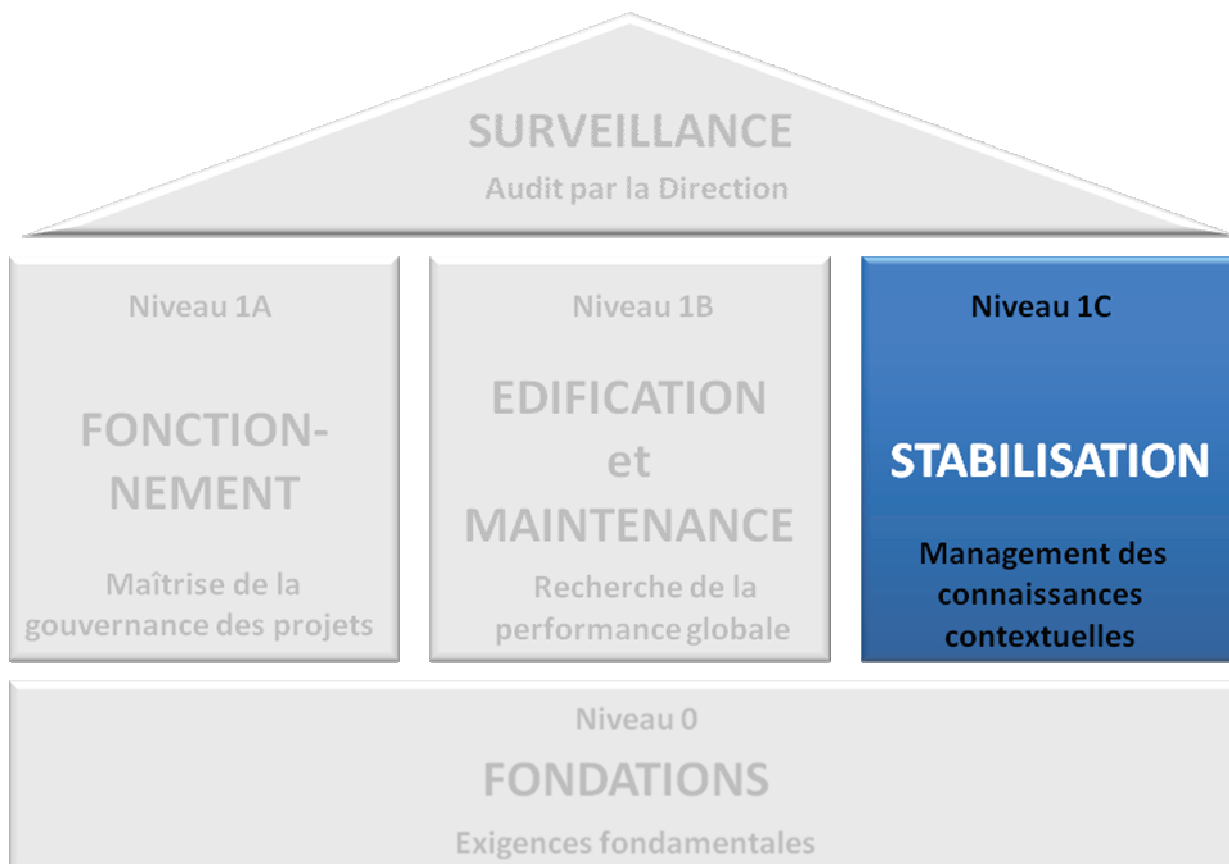 SURVEILLANCE
Audit par la Direction
Niveau 1A
FONCTION-
NEMENT
Maîtrise de la
gouvernance des projets
Niveau 1B
EDIFICATION
et
MAINTENANCE
Recherche de la
performance globale
Niveau 1C
STABILISATION
Management des
connaissances
contextuelles
Niveau 0
FONDATIONS
Exigences fondamentales